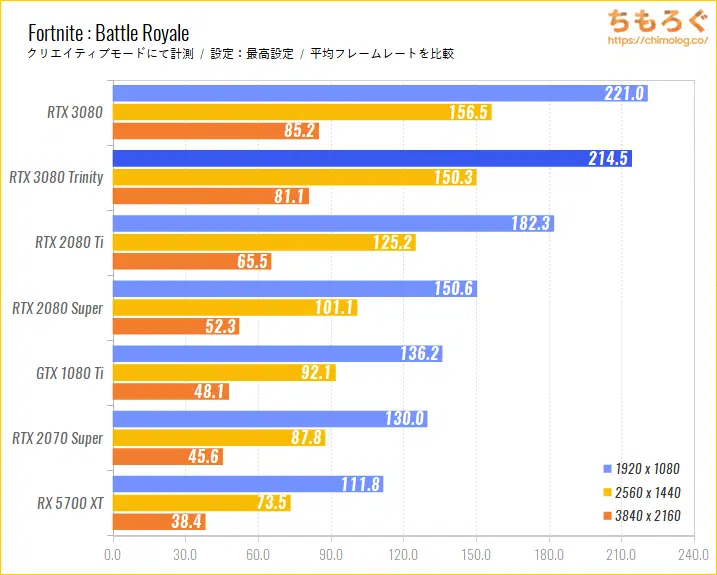 Fortnite : Battle Royale
クリエイティブモードにて計測 / 設定：最高設定 / 平均フレームレートを比較
ちもろぐ
https://chimolog.co/
RTX 3080
221.0
156.5
85.2
RTX 3080 Trinity
214.5
150.3
81.1
RTX 2080 Ti
182.3
125.2
65.5
RTX 2080 Super
150.6
101.1
52.3
GTX 1080 Ti
136.2
92.1
48.1
RTX 2070 Super
130.0
87.8
45.6
RX 5700 XT
111.8
73.5
38.4
1920 x 1080
2560 x 1440
3840 x 2160
0.0 30.0 60.0 90.0 120.0 150.0 180.0 210.0 240.0